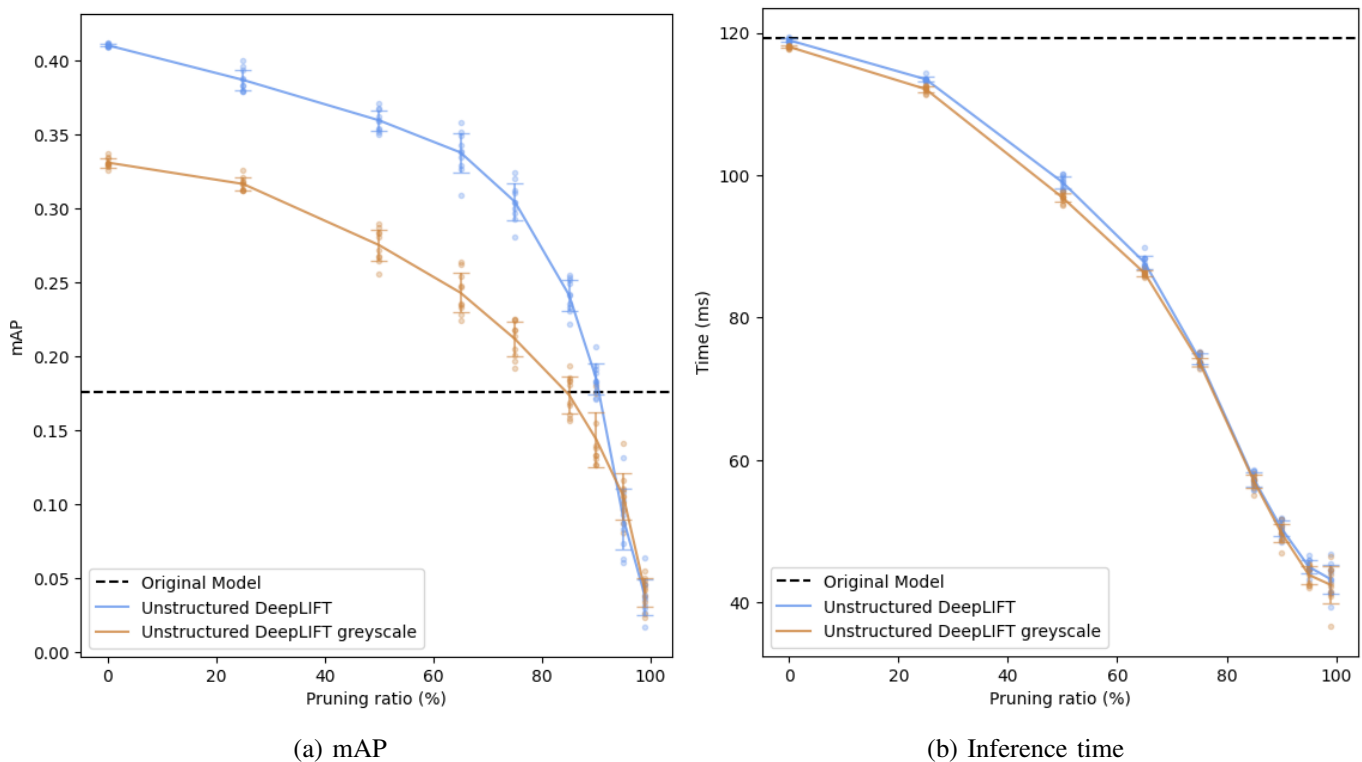 0.40
0.35
0.30
0.25
0.20
0.15
0.10
0.05
0.00
mAP
0 20 40 60 80 100
Pruning ratio (%)
Original Model
Unstructured DeepLIFT
Unstructured DeepLIFT greyscale
(a) mAP
120
100
80
60
40
Time (ms)
0 20 40 60 80 100
Pruning ratio (%)
Original Model
Unstructured DeepLIFT
Unstructured DeepLIFT greyscale
(b) Inference time